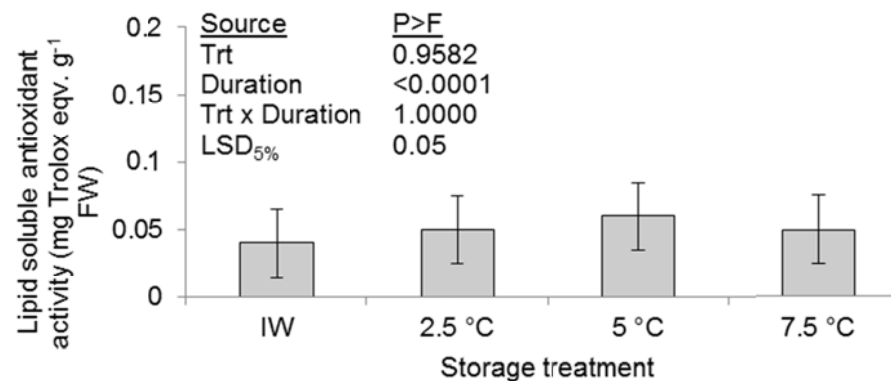 Lipid soluble antioxidant
activity (mg Trolox eqv. g⁻¹
FW)
0.2
0.15
0.1
0.05
0
Source P>F
Trt 0.9582
Duration <0.0001
Trt x Duration 1.0000
LSD5% 0.05
IW 2.5 °C 5 °C 7.5 °C
Storage treatment